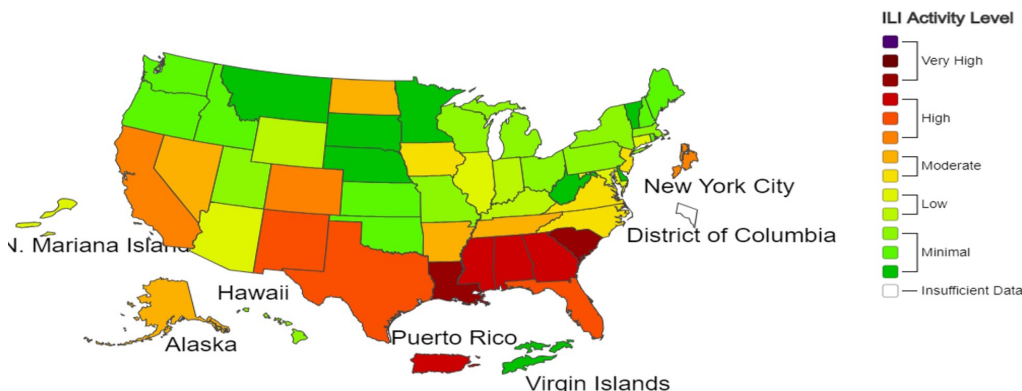 ILI Activity Level
Very High
High
Moderate
Low
Minimal
Insufficient Data
New York City
District of Columbia
N. Mariana Island
Hawaii
Alaska
Puerto Rico
Virgin Islands